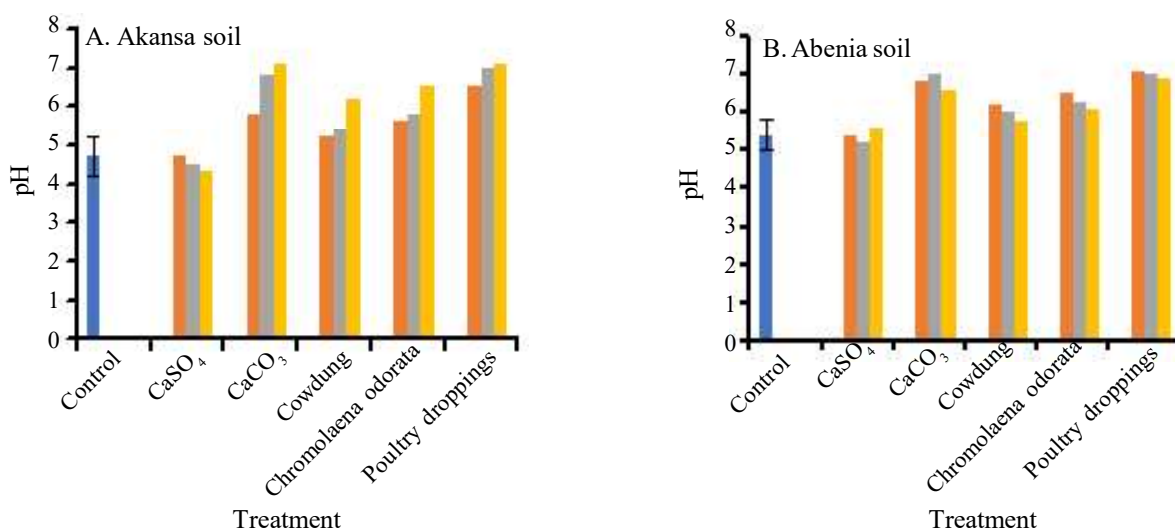 A. Akansa soil
8
7
6
5
4
3
2
1
0
pH
Control
CaSO₄
CaCO₃
Cowdung
Chromolaena odorata
Poultry droppings
Treatment
B. Abenia soil
8
7
6
5
4
3
2
1
0
pH
Control
CaSO₄
CaCO₃
Cowdung
Chromolaena odorata
Poultry droppings
Treatment